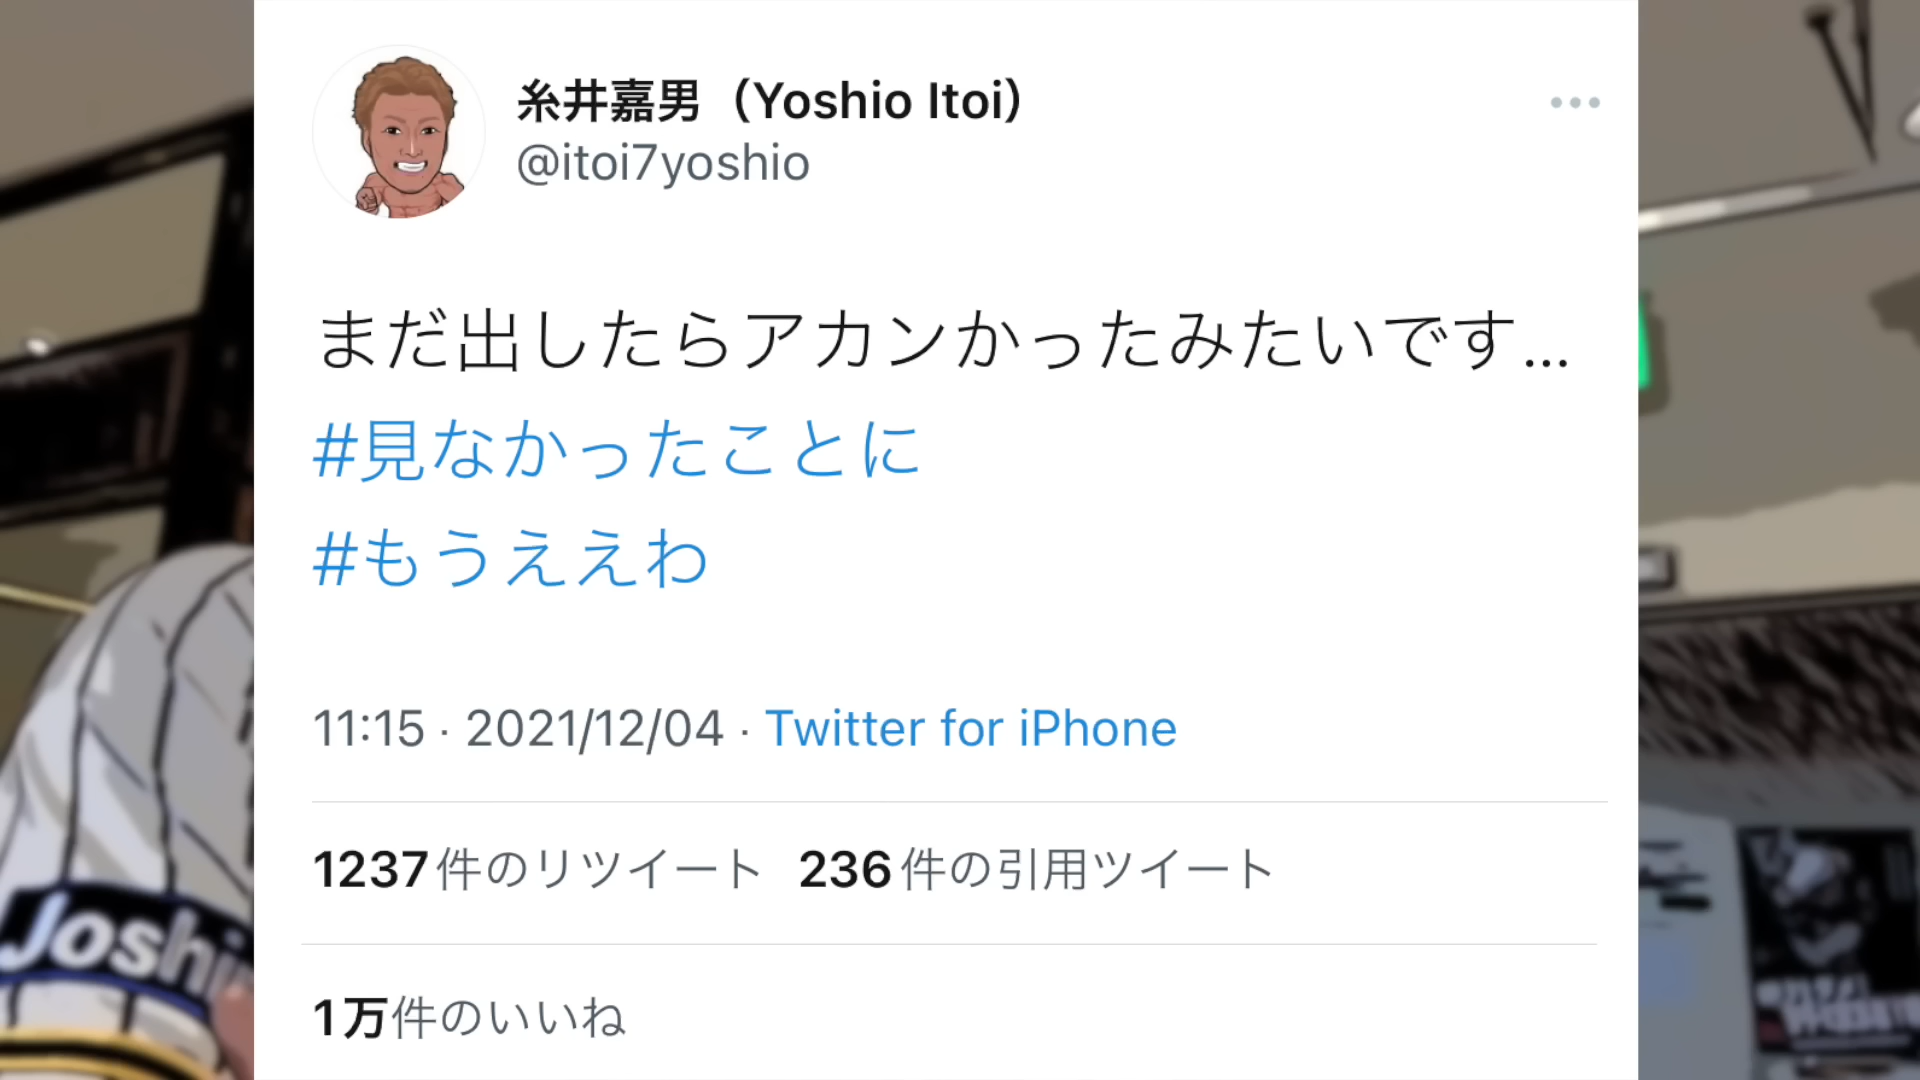 糸井嘉男（Yoshio Itoi）
@itoi7yoshio
まだ出したらアカンかったみたいです...
#見なかったことに
#もうええわ
11:15 · 2021/12/04 · Twitter for iPhone
1237件のリツイート 236件の引用ツイート
1万件のいいね
Joshin